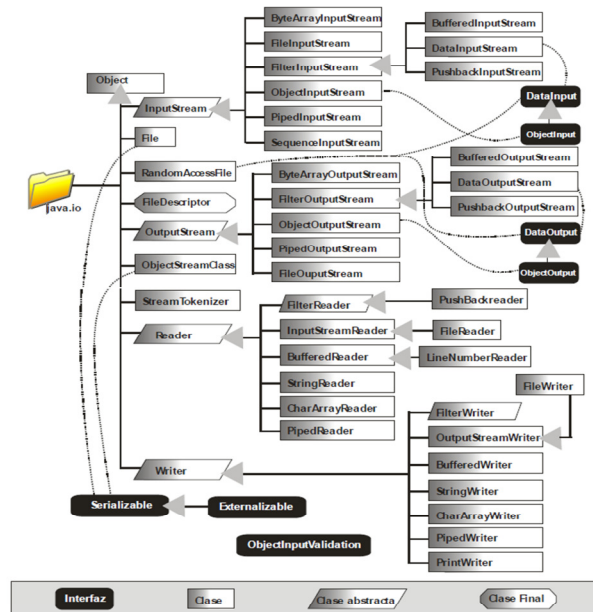 ByteArrayInputStream
BufferedInputStream
FileInputStream
DataInputStream
FilterInputStream
PushbackInputStream
Object
ObjectInputStream
DataInput
InputStream
PipedInputStream
ObjectInput
File
SequenceInputStream
BufferedOutputStream
RandomAccessFile
ByteArrayOutputStream
DataOutputStream
java.io
FileDescriptor
FilterOutputStream
PushbackOutputStream
OutputStream
ObjectOutputStream
DataOutput
PipedOutputStream
ObjectStreamClass
FileOuputStream
ObjectOutput
StreamTokenizer
FilterReader
PushBackreader
Reader
InputStreamReader
FileReader
BufferedReader
LineNumberReader
StringReader
FileWriter
CharArrayReader
FilterWriter
PipedReader
OutputStreamWriter
BufferedWriter
Writer
StringWriter
Serializable
Externalizable
CharArrayWriter
PipedWriter
ObjectInputValidation
PrintWriter
Interfaz
Clase
Clase abstracta
Clase Final